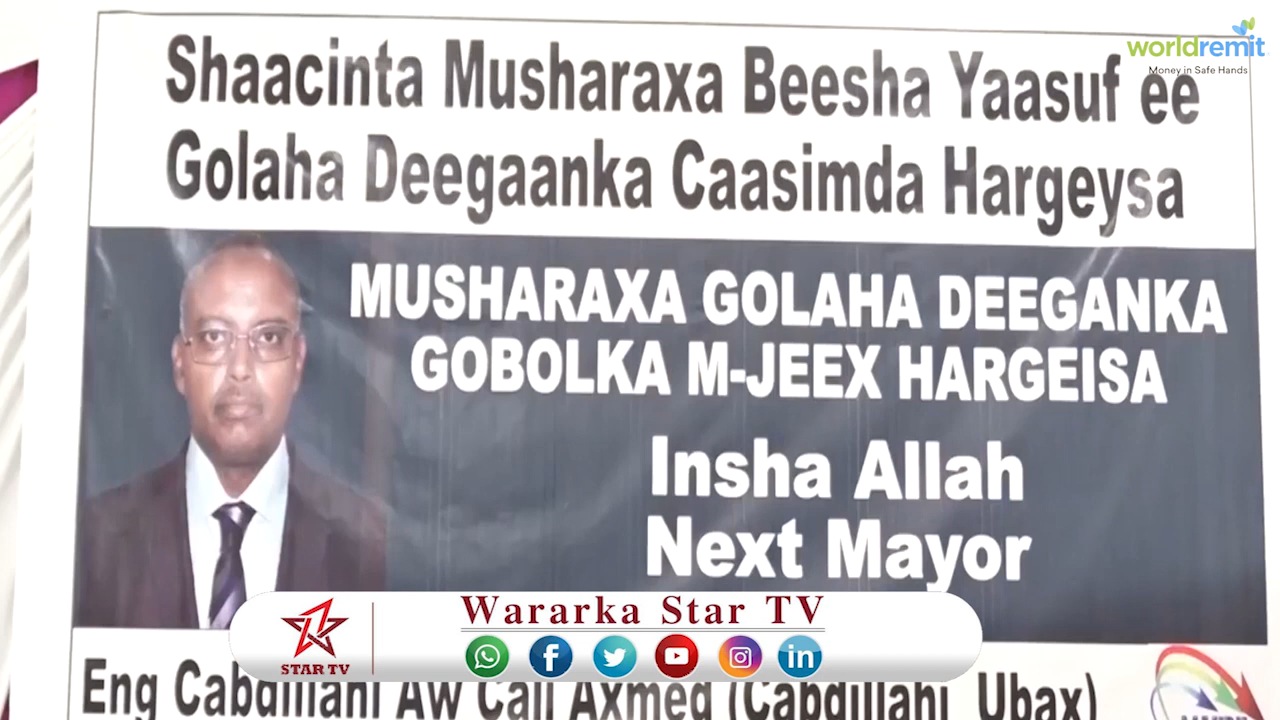 worldremit
Money in Safe Hands
Shaacinta Musharaxa Beesha Yaasuf ee
Golaha Deegaanka Caasimda Hargeysa
MUSHARAXA GOLAHA DEEGANKA
GOBOLKA M-JEEX HARGEISA
Insha Allah
Next Mayor
Wararka Star TV
STAR TV
Eng Cabdillahi Aw Cali Axmed (Cabdillahi Ubax)